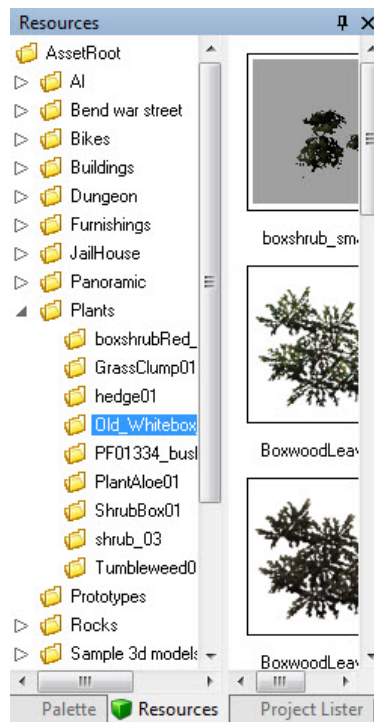 Resources
AssetRoot
AI
Bend war street
Bikes
Buildings
Dungeon
Furnishings
JailHouse
Panoramic
Plants
boxshrubRed_
GrassClump01
hedge01
Old_Whitebox
PF01334_busl
PlantAloe01
ShrubBox01
shrub_03
Tumbleweed0
Prototypes
Rocks
Sample 3d models
boxshrub_sm
BoxwoodLeav
BoxwoodLeav
Palette
Resources
Project Lister